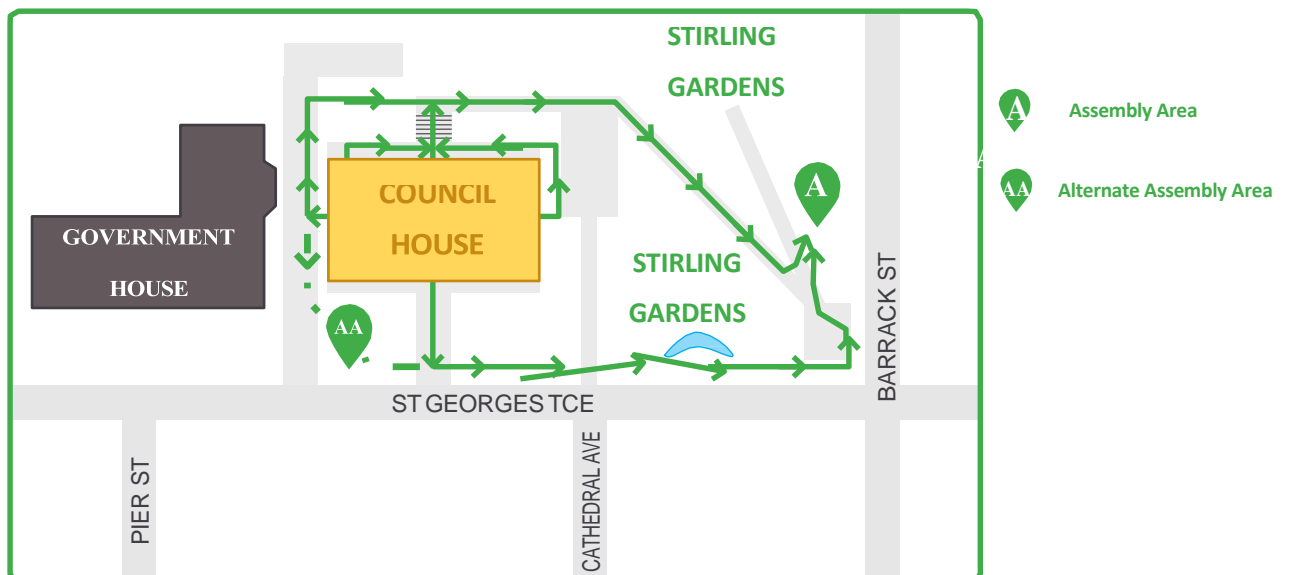 STIRLING
GARDENS
A
Assembly Area
A
AA
Alternate Assembly Area
A
COUNCIL
HOUSE
GOVERNMENT
HOUSE
STIRLING
GARDENS
AA
BARRACK ST
ST GEORGES TCE
PIER ST
CATHEDRAL AVE